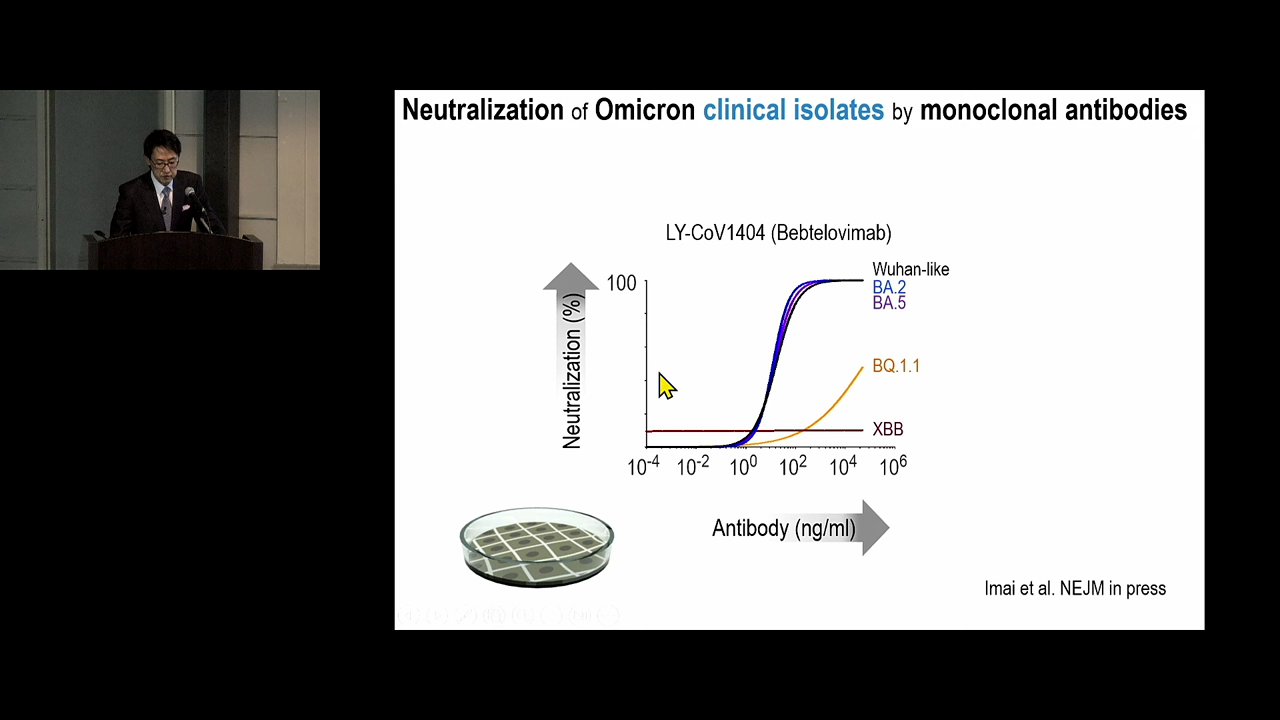 Neutralization of Omicron clinical isolates by monoclonal antibodies
LY-CoV1404 (Bebtelovimab)
Neutralization (%)
100
Wuhan-like
BA.2
BA.5
BQ.1.1
XBB
10-4 10-2 100 102 104 106
Antibody (ng/ml)
Imai et al. NEJM in press